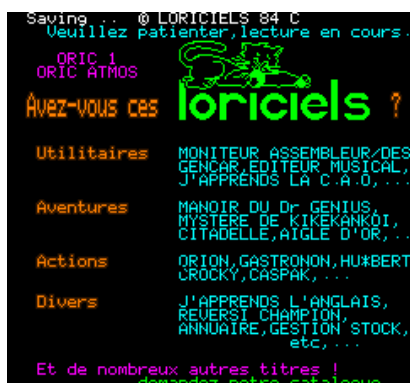 Saving .. © LORICIELS 84 C
Veuillez patienter,lecture en cours.
ORIC 1
ORIC ATMOS
Avez-vous ces loriciels ?
Utilitaires MONITEUR ASSEMBLEUR/DES
GENCAR,EDITEUR MUSICAL,
J'APPRENDS LA C.A.O,...
Aventures MANOIR DU Dr GENIUS,
MYSTERE DE KIKEKANKOI,
CITADELLE,AIGLE D'OR,..
Actions ORION,GASTRONON,HU*BERT
CROCKY,CASPAK,...
Divers J'APPRENDS L'ANGLAIS,
REVERSI CHAMPION,
ANNUAIRE,GESTION STOCK,
etc,...
Et de nombreux autres titres !
demandez notre catalogue